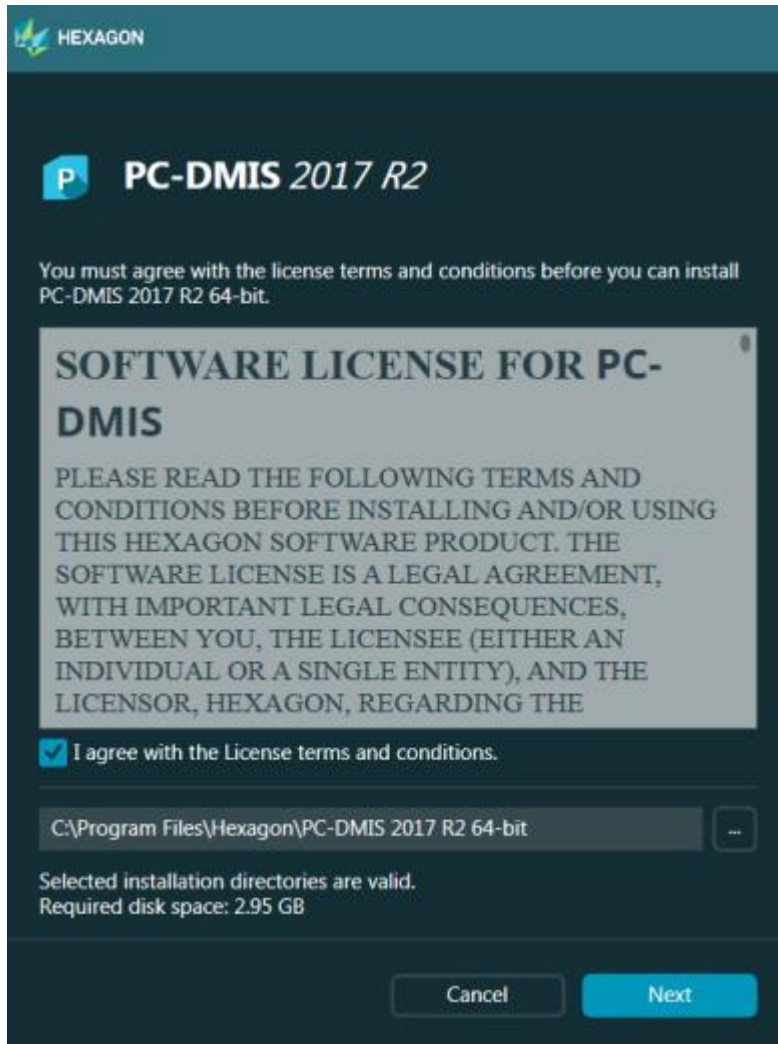 HEXAGON
P
PC-DMIS 2017 R2
You must agree with the license terms and conditions before you can install
PC-DMIS 2017 R2 64-bit.
SOFTWARE LICENSE FOR PC-
DMIS
PLEASE READ THE FOLLOWING TERMS AND
CONDITIONS BEFORE INSTALLING AND/OR USING
THIS HEXAGON SOFTWARE PRODUCT. THE
SOFTWARE LICENSE IS A LEGAL AGREEMENT,
WITH IMPORTANT LEGAL CONSEQUENCES,
BETWEEN YOU, THE LICENSEE (EITHER AN
INDIVIDUAL OR A SINGLE ENTITY), AND THE
LICENSOR, HEXAGON, REGARDING THE
I agree with the License terms and conditions.
C:\Program Files\Hexagon\PC-DMIS 2017 R2 64-bit
...
Selected installation directories are valid.
Required disk space: 2.95 GB
Cancel
Next